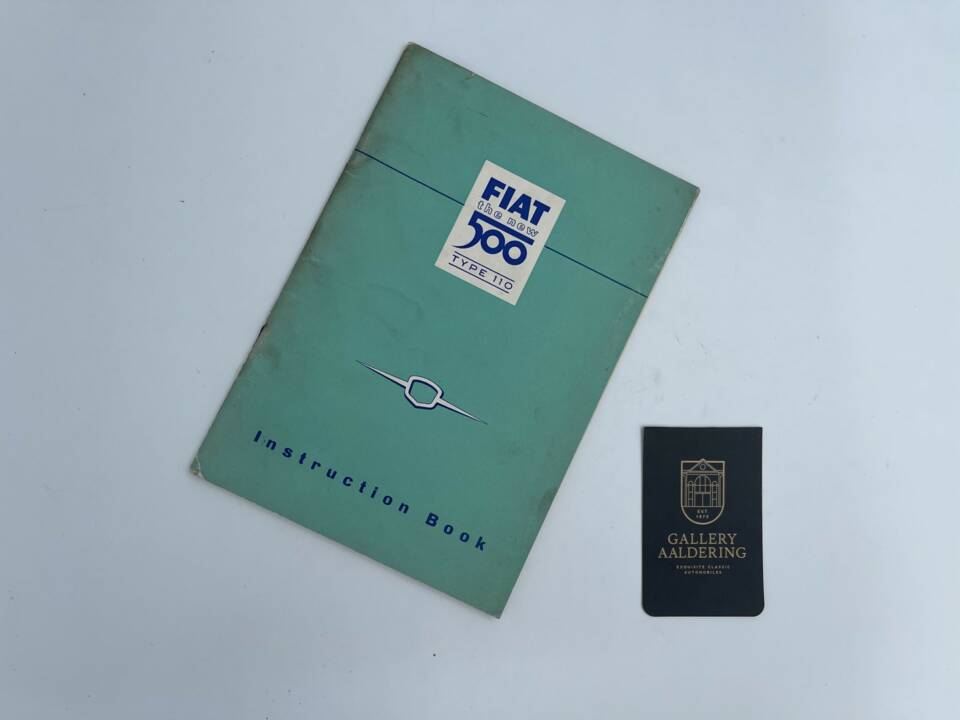 FIAT
the new
500
TYPE 110
Instruction Book
EST
1975
GALLERY
AALDERING
EXQUISITE CLASSIC
AUTOMOBILES